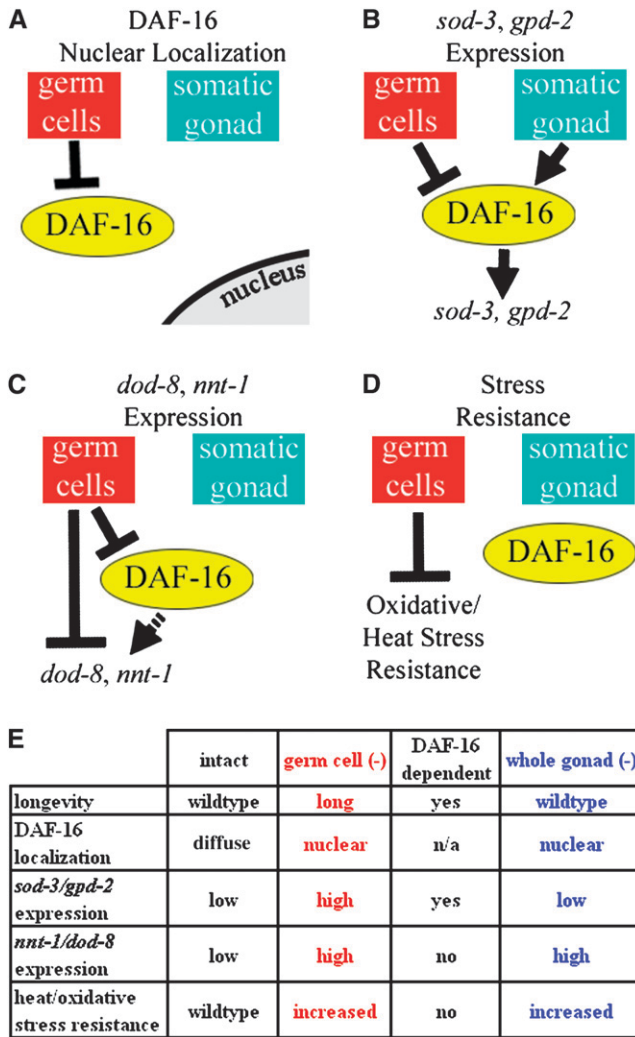 A
DAF-16
Nuclear Localization
germ
cells
somatic
gonad
DAF-16
nucleus
B
sod-3, gpd-2
Expression
germ
cells
somatic
gonad
DAF-16
sod-3, gpd-2
C
dod-8, nnt-1
Expression
germ
cells
somatic
gonad
DAF-16
dod-8, nnt-1
D
Stress
Resistance
germ
cells
somatic
gonad
DAF-16
Oxidative/
Heat Stress
Resistance
E
intact germ cell (-) DAF-16 dependent whole gonad (-)
longevity wildtype long yes wildtype
DAF-16 localization diffuse nuclear n/a nuclear
sod-3/gpd-2 expression low high yes low
nnt-1/dod-8 expression low high no high
heat/oxidative stress resistance wildtype increased no increased